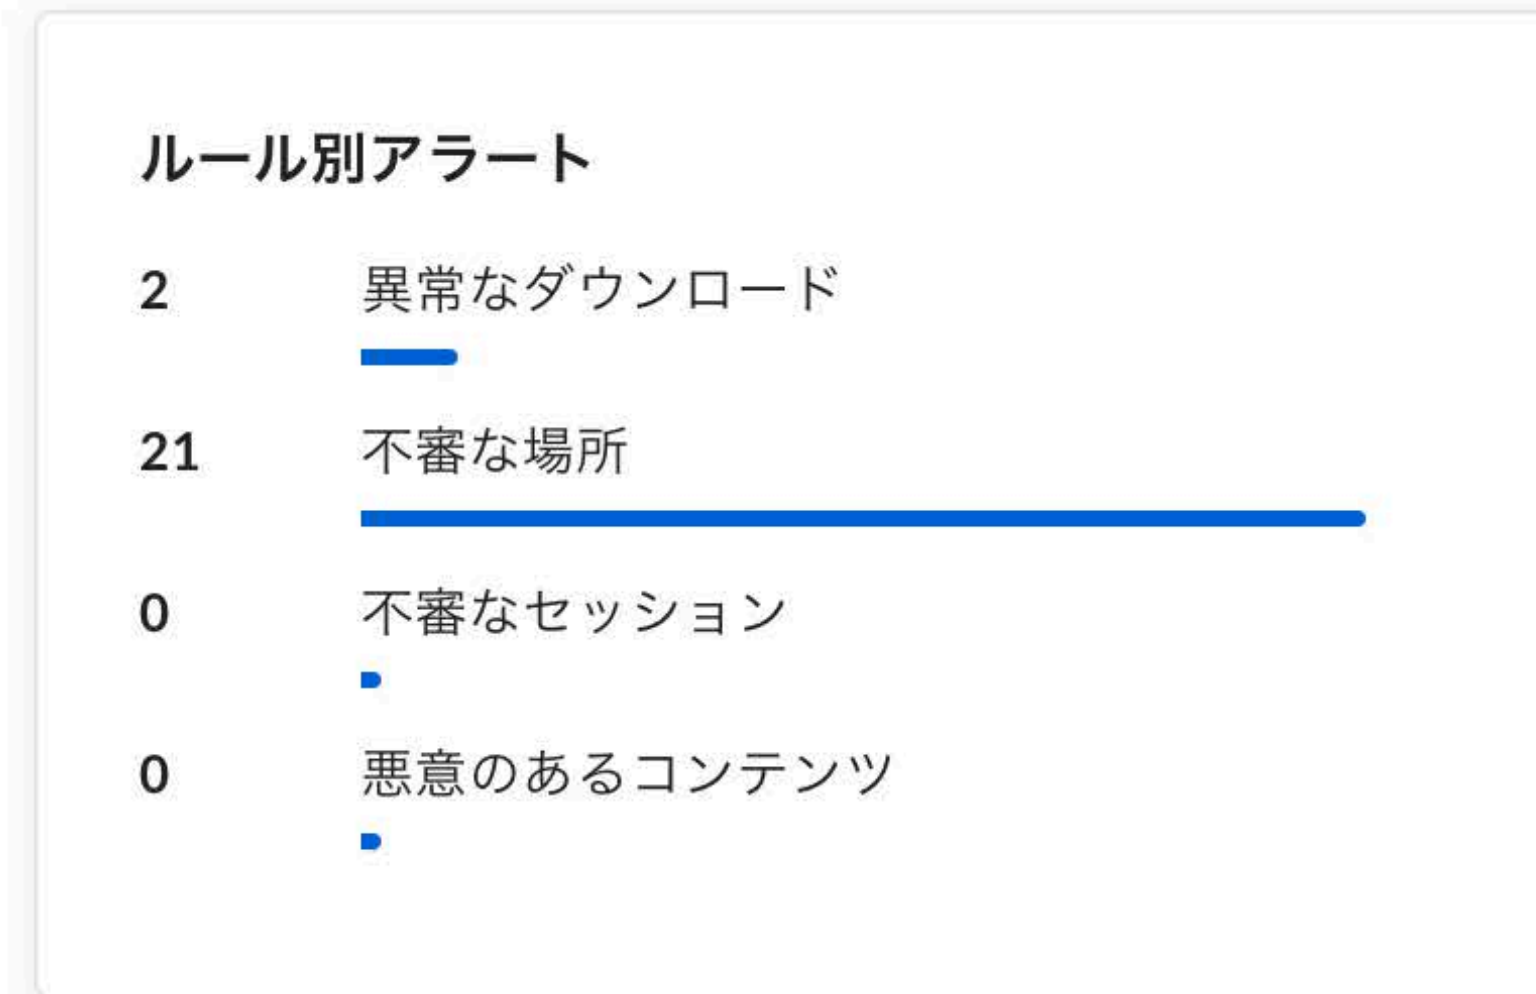 ルール別アラート
2 異常なダウンロード
21 不審な場所
0 不審なセッション
0 悪意のあるコンテンツ